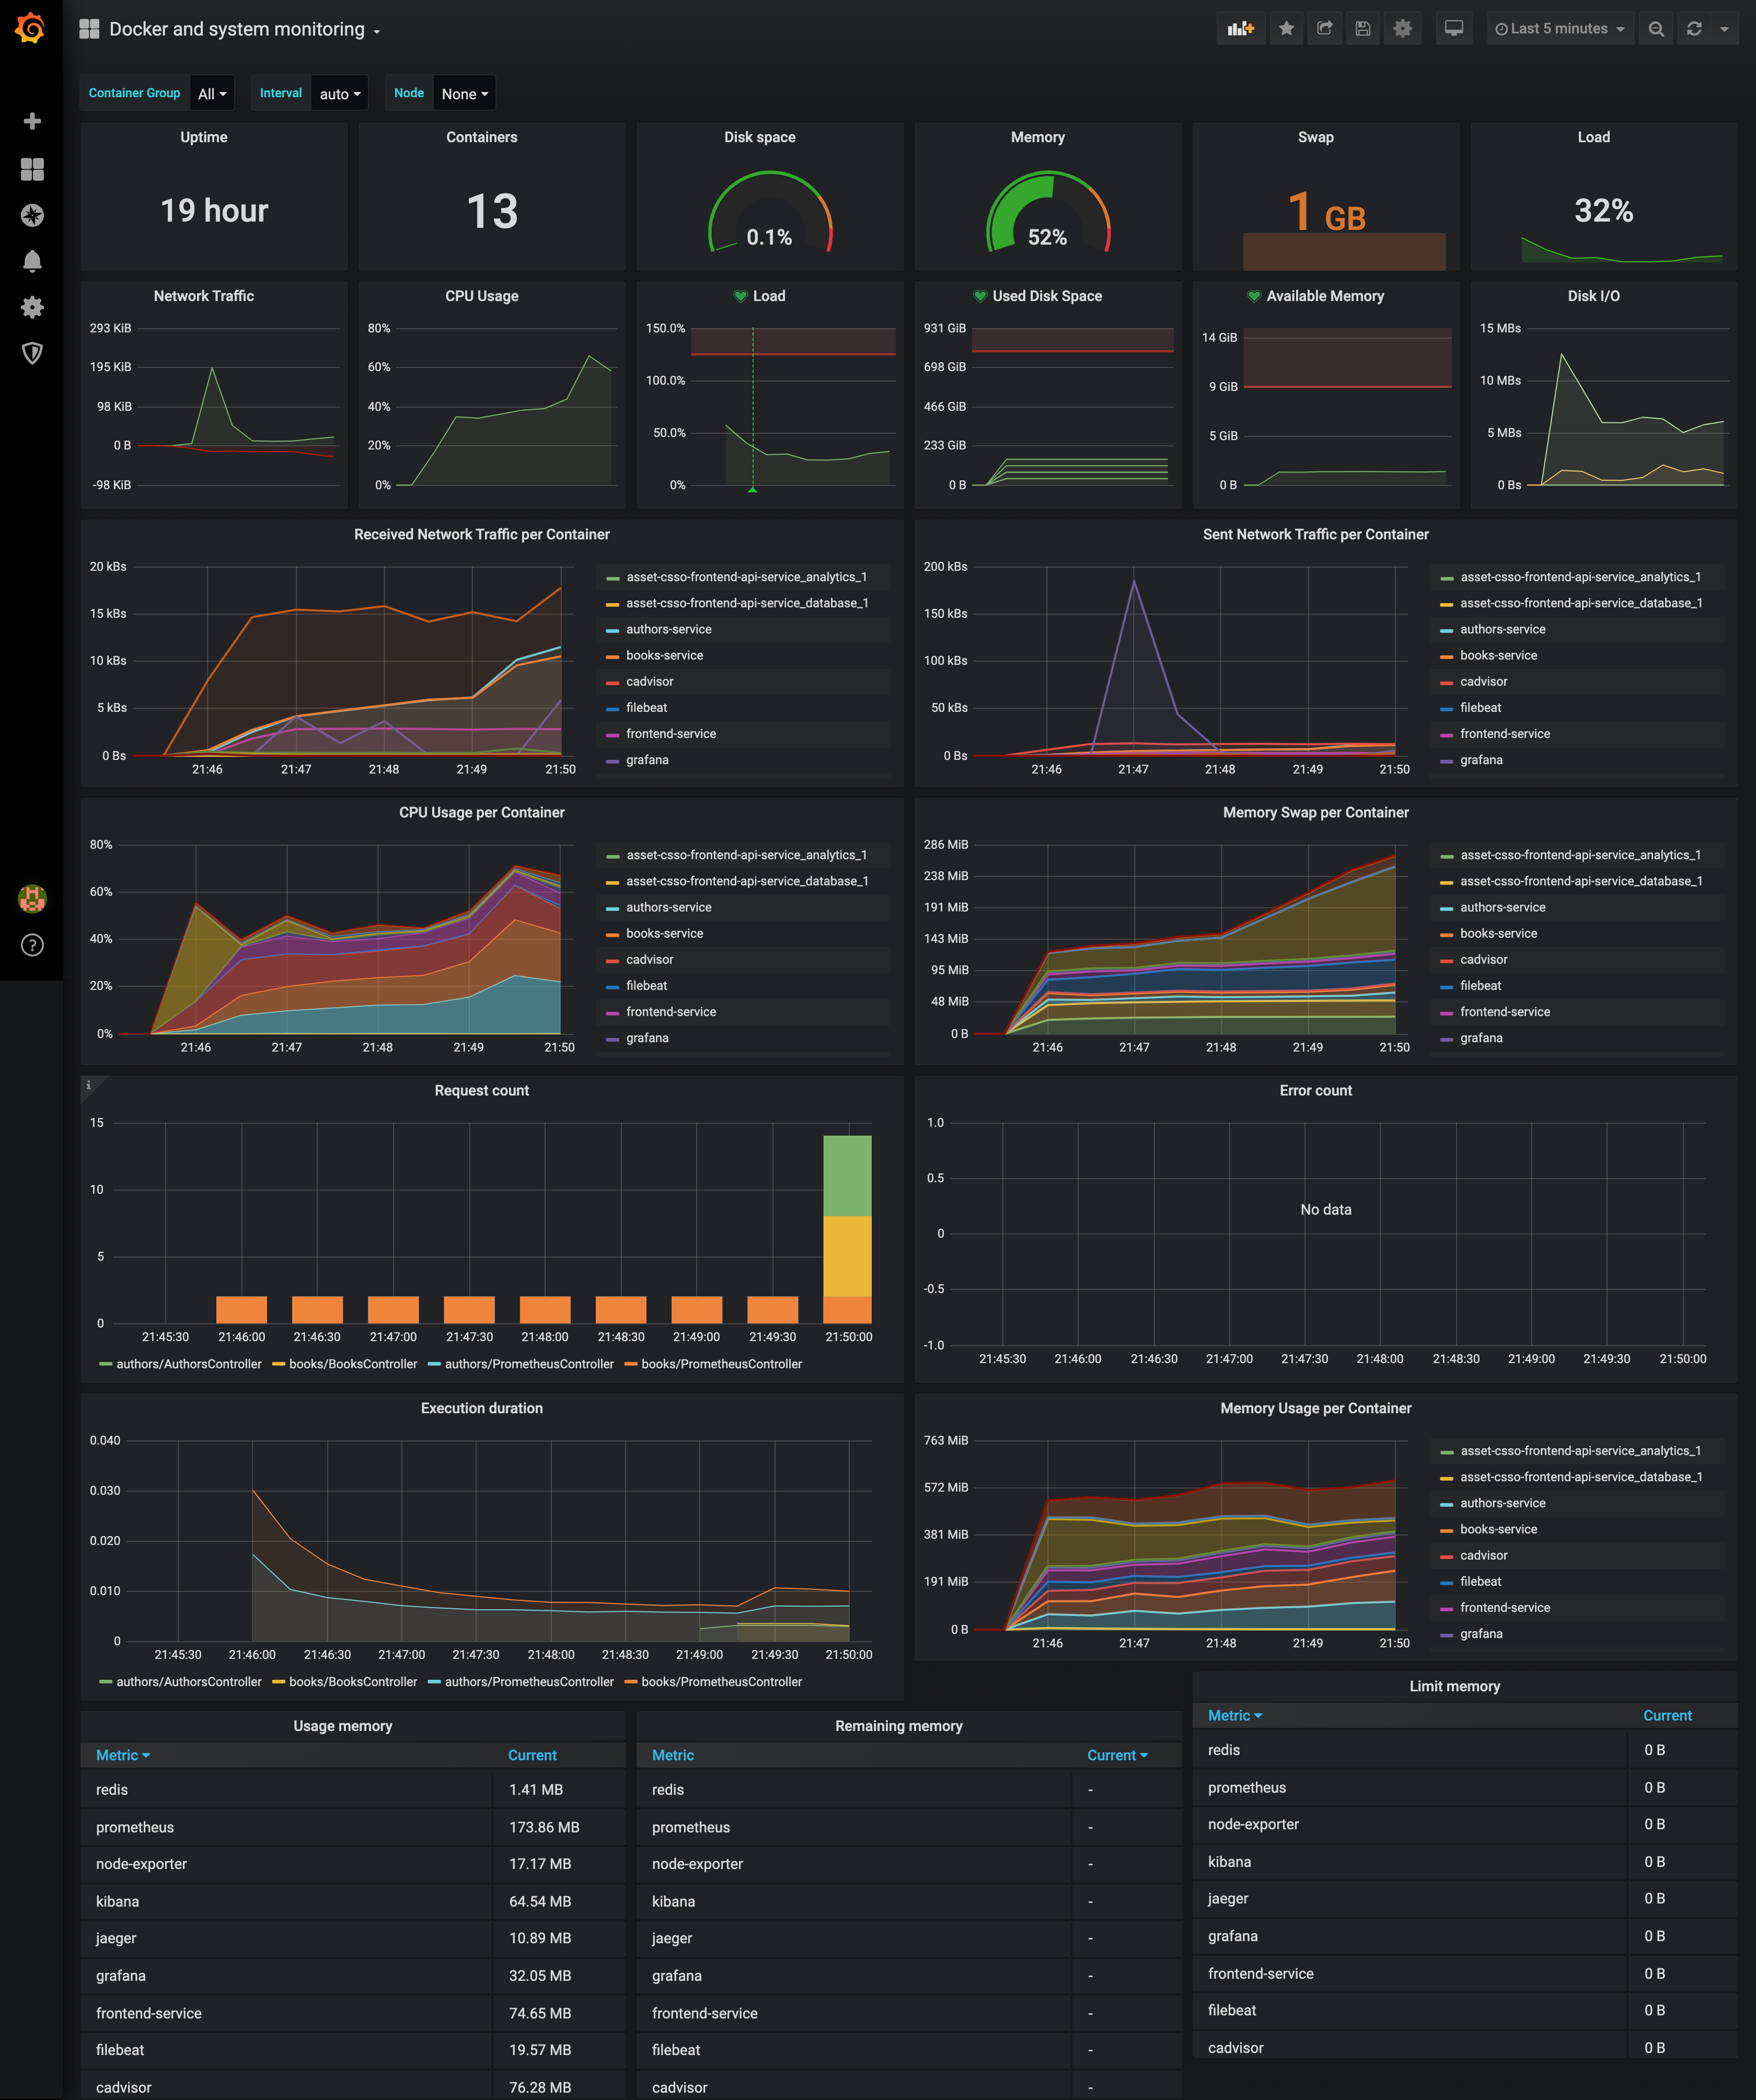 Docker and system monitoring
Last 5 minutes
Container Group All Interval auto Node None
Uptime
19 hour
Containers
13
Disk space
0.1%
Memory
52%
Swap
1 GB
Load
32%
Network Traffic
293 KiB
195 KiB
98 KiB
0 B
-98 KiB
CPU Usage
80%
60%
40%
20%
0%
Load
150.0%
100.0%
50.0%
0%
Used Disk Space
931 GiB
698 GiB
466 GiB
233 GiB
0 B
Available Memory
14 GiB
9 GiB
5 GiB
0 B
Disk I/O
15 MBs
10 MBs
5 MBs
0 Bs
Received Network Traffic per Container
20 kBs
15 kBs
10 kBs
5 kBs
0 Bs
21:46 21:47 21:48 21:49 21:50
asset-csso-frontend-api-service_analytics_1
asset-csso-frontend-api-service_database_1
authors-service
books-service
cadvisor
filebeat
frontend-service
grafana
Sent Network Traffic per Container
200 kBs
150 kBs
100 kBs
50 kBs
0 Bs
21:46 21:47 21:48 21:49 21:50
asset-csso-frontend-api-service_analytics_1
asset-csso-frontend-api-service_database_1
authors-service
books-service
cadvisor
filebeat
frontend-service
grafana
CPU Usage per Container
80%
60%
40%
20%
0%
21:46 21:47 21:48 21:49 21:50
asset-csso-frontend-api-service_analytics_1
asset-csso-frontend-api-service_database_1
authors-service
books-service
cadvisor
filebeat
frontend-service
grafana
Memory Swap per Container
286 MiB
238 MiB
191 MiB
143 MiB
95 MiB
48 MiB
0 B
21:46 21:47 21:48 21:49 21:50
asset-csso-frontend-api-service_analytics_1
asset-csso-frontend-api-service_database_1
authors-service
books-service
cadvisor
filebeat
frontend-service
grafana
i
Request count
15
10
5
0
21:45:30 21:46:00 21:46:30 21:47:00 21:47:30 21:48:00 21:48:30 21:49:00 21:49:30 21:50:00
authors/AuthorsController books/BooksController authors/PrometheusController books/PrometheusController
Error count
1.0
0.5
0
-0.5
-1.0
No data
21:45:30 21:46:00 21:46:30 21:47:00 21:47:30 21:48:00 21:48:30 21:49:00 21:49:30 21:50:00
Execution duration
0.040
0.030
0.020
0.010
0
21:45:30 21:46:00 21:46:30 21:47:00 21:47:30 21:48:00 21:48:30 21:49:00 21:49:30 21:50:00
authors/AuthorsController books/BooksController authors/PrometheusController books/PrometheusController
Memory Usage per Container
763 MiB
572 MiB
381 MiB
191 MiB
0 B
21:46 21:47 21:48 21:49 21:50
asset-csso-frontend-api-service_analytics_1
asset-csso-frontend-api-service_database_1
authors-service
books-service
cadvisor
filebeat
frontend-service
grafana
Usage memory
Metric Current
redis 1.41 MB
prometheus 173.86 MB
node-exporter 17.17 MB
kibana 64.54 MB
jaeger 10.89 MB
grafana 32.05 MB
frontend-service 74.65 MB
filebeat 19.57 MB
cadvisor 76.28 MB
Remaining memory
Metric Current
redis -
prometheus -
node-exporter -
kibana -
jaeger -
grafana -
frontend-service -
filebeat -
cadvisor -
Limit memory
Metric Current
redis 0 B
prometheus 0 B
node-exporter 0 B
kibana 0 B
jaeger 0 B
grafana 0 B
frontend-service 0 B
filebeat 0 B
cadvisor 0 B